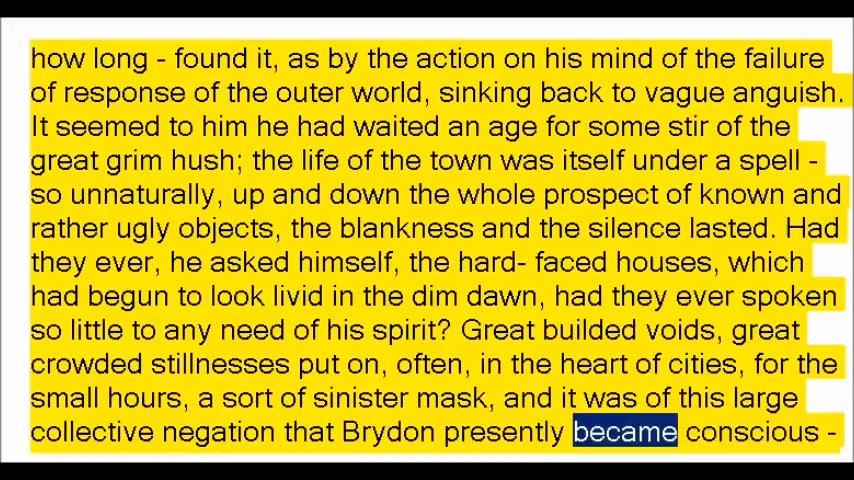 how long - found it, as by the action on his mind of the failure
of response of the outer world, sinking back to vague anguish.
It seemed to him he had waited an age for some stir of the
great grim hush; the life of the town was itself under a spell -
so unnaturally, up and down the whole prospect of known and
rather ugly objects, the blankness and the silence lasted. Had
they ever, he asked himself, the hard- faced houses, which
had begun to look livid in the dim dawn, had they ever spoken
so little to any need of his spirit? Great builded voids, great
crowded stillnesses put on, often, in the heart of cities, for the
small hours, a sort of sinister mask, and it was of this large
collective negation that Brydon presently became conscious -